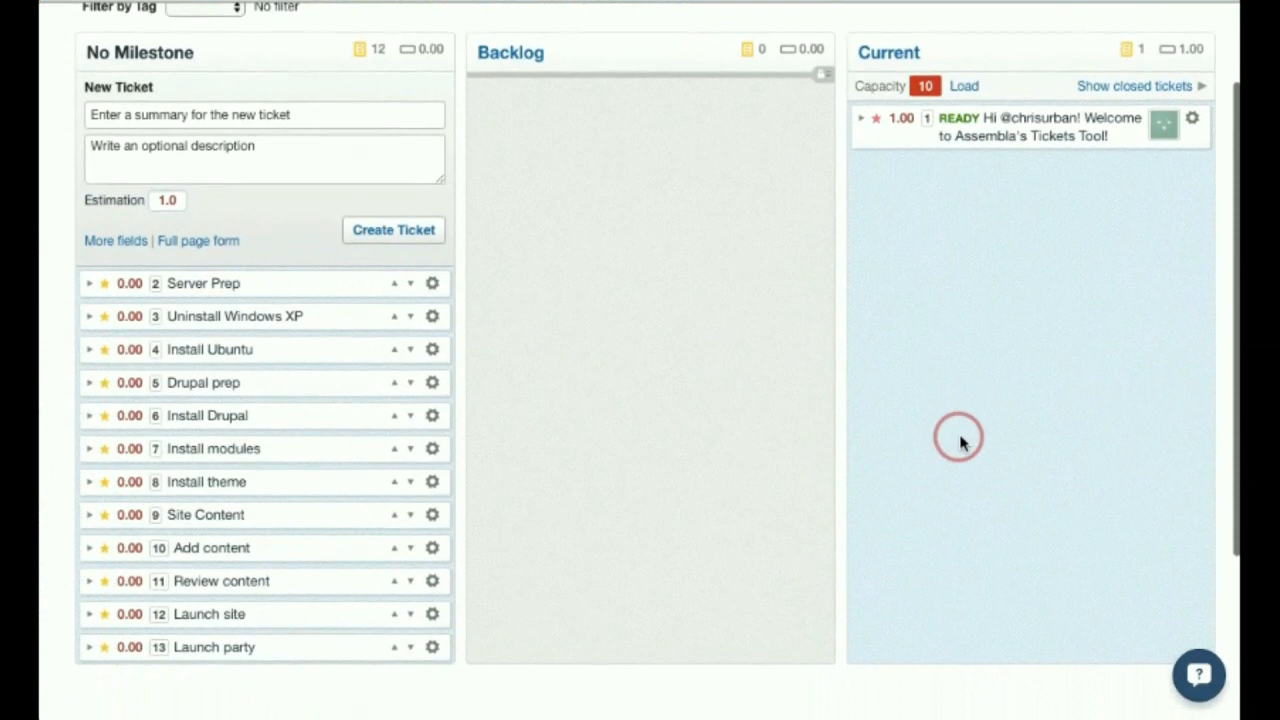 Filter by Tag No filter
No Milestone 12 0.00
New Ticket
Enter a summary for the new ticket
Write an optional description
Estimation 1.0
Create Ticket
More fields | Full page form
0.00 2 Server Prep
0.00 3 Uninstall Windows XP
0.00 4 Install Ubuntu
0.00 5 Drupal prep
0.00 6 Install Drupal
0.00 7 Install modules
0.00 8 Install theme
0.00 9 Site Content
0.00 10 Add content
0.00 11 Review content
0.00 12 Launch site
0.00 13 Launch party
Backlog 0 0.00
Current 1 1.00
Capacity 10 Load Show closed tickets
1.00 1 READY Hi @chrisurban! Welcome
to Assembla's Tickets Tool!
?